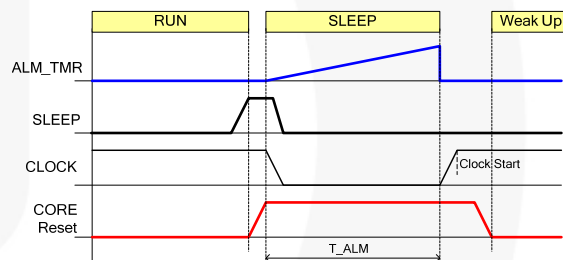 RUN
SLEEP
Weak Up
ALM_TMR
SLEEP
CLOCK
Clock Start
CORE
Reset
T_ALM